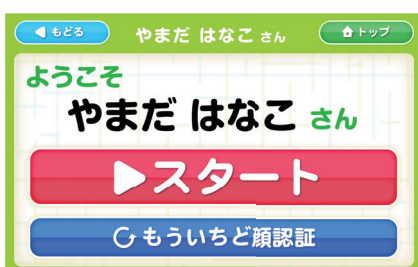 もどる
やまだ はなこ さん
トップ
ようこそ
やまだ はなこ さん
スタート
もういちど顔認証